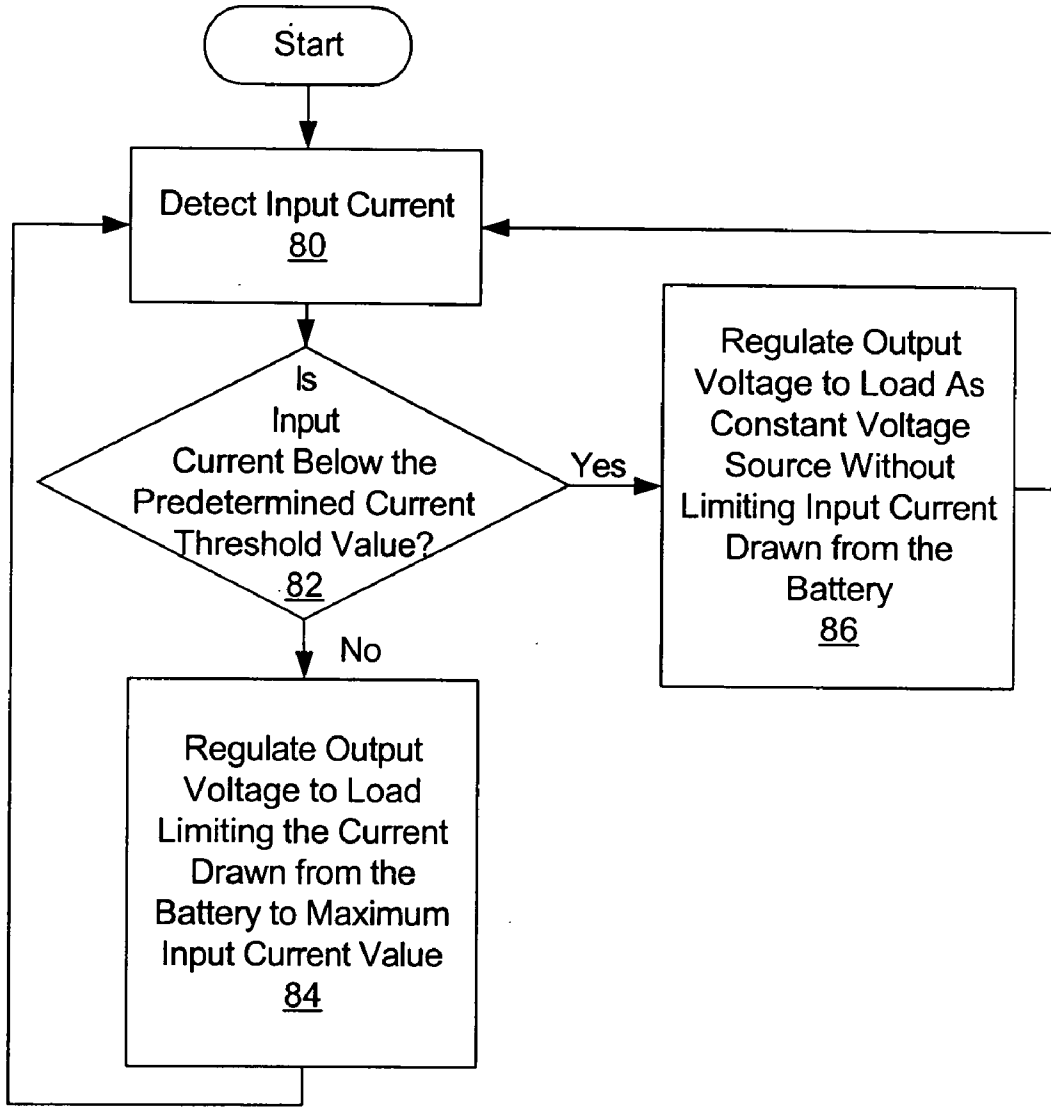 Start
Detect Input Current
80
Is
Input
Current Below the
Predetermined Current
Threshold Value?
82
Yes
No
Regulate Output
Voltage to Load As
Constant Voltage
Source Without
Limiting Input Current
Drawn from the
Battery
86
Regulate Output
Voltage to Load
Limiting the Current
Drawn from the
Battery to Maximum
Input Current Value
84